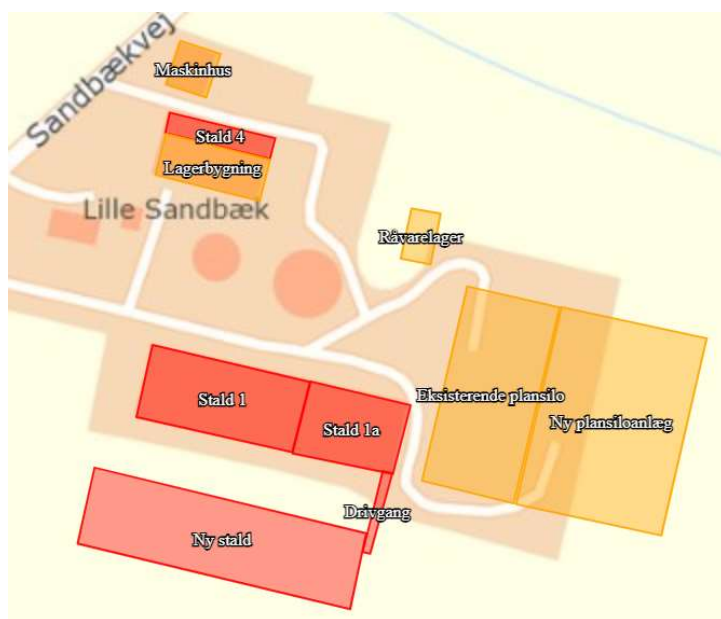 Sandbækvej
Maskinhus
Stald 4
Lagerbygning
Lille Sandbæk
Råvarelager
Eksisterende plansilo
Ny plansiloanlæg
Stald 1
Stald 1a
Drivgang
Ny stald